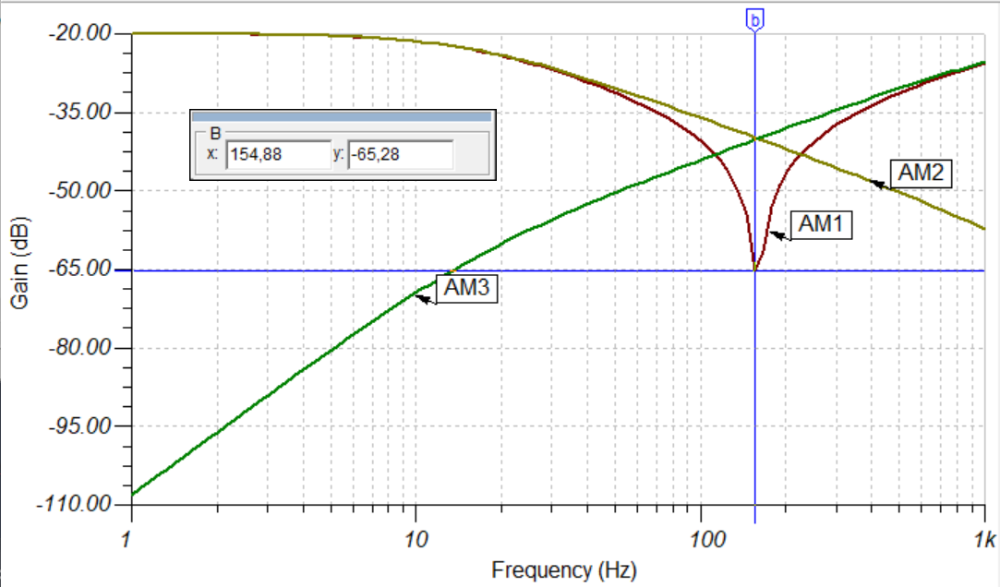 b
-20.00
-35.00
-50.00
-65.00
-80.00
-95.00
-110.00
Gain (dB)
B
x: 154,88 y: -65,28
AM2
AM1
AM3
1 10 100 1k
Frequency (Hz)